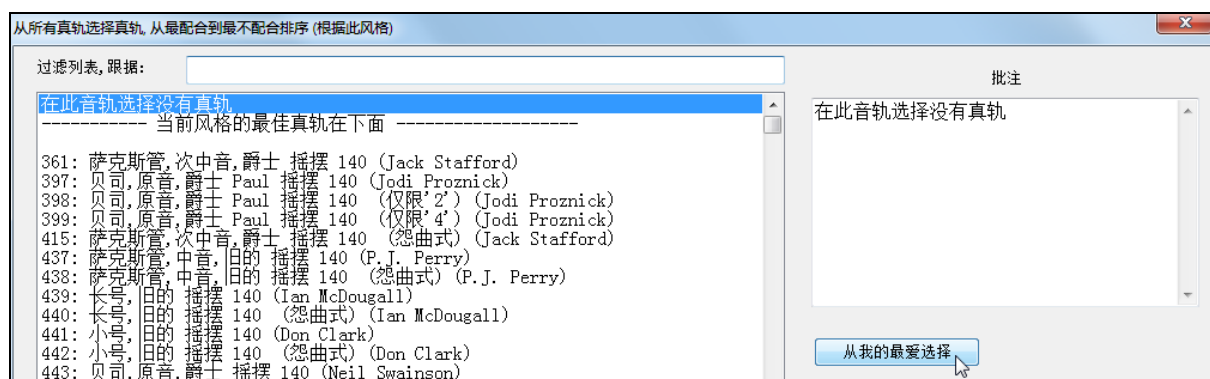 从所有真轨选择真轨, 从最配合到最不配合排序 (根据此风格)
过滤列表,跟据:
批注
在此音轨选择没有真轨
----------- 当前风格的最佳真轨在下面 -------------------
361: 萨克斯管,次中音,爵士 摇摆 140 (Jack Stafford)
397: 贝司,原音,爵士 Paul 摇摆 140 (Jodi Proznick)
398: 贝司,原音,爵士 Paul 摇摆 140 （仅限'2'）(Jodi Proznick)
399: 贝司,原音,爵士 Paul 摇摆 140 （仅限'4'）(Jodi Proznick)
415: 萨克斯管,次中音,爵士 摇摆 140 （怨曲式）(Jack Stafford)
437: 萨克斯管,中音,旧的 摇摆 140 (P.J. Perry)
438: 萨克斯管,中音,旧的 摇摆 140 （怨曲式）(P.J. Perry)
439: 长号,旧的 摇摆 140 (Ian McDougall)
440: 长号,旧的 摇摆 140 （怨曲式）(Ian McDougall)
441: 小号,旧的 摇摆 140 (Don Clark)
442: 小号,旧的 摇摆 140 （怨曲式）(Don Clark)
443: 贝司,原音,爵士 摇摆 140 (Neil Swainson)
在此音轨选择没有真轨
从我的最爱选择